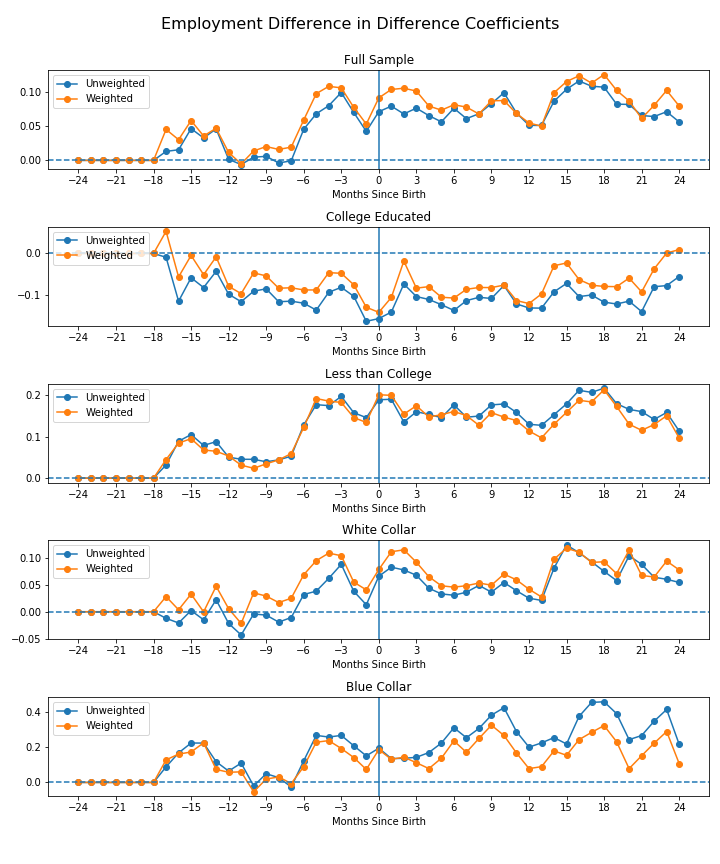 Employment Difference in Difference Coefficients
Full Sample
Unweighted
Weighted
0.10
0.05
0.00
−24 −21 −18 −15 −12 −9 −6 −3 0 3 6 9 12 15 18 21 24
Months Since Birth
College Educated
Unweighted
Weighted
0.0
−0.1
−24 −21 −18 −15 −12 −9 −6 −3 0 3 6 9 12 15 18 21 24
Months Since Birth
Less than College
Unweighted
Weighted
0.2
0.1
0.0
−24 −21 −18 −15 −12 −9 −6 −3 0 3 6 9 12 15 18 21 24
Months Since Birth
White Collar
Unweighted
Weighted
0.10
0.05
0.00
−0.05
−24 −21 −18 −15 −12 −9 −6 −3 0 3 6 9 12 15 18 21 24
Months Since Birth
Blue Collar
Unweighted
Weighted
0.4
0.2
0.0
−24 −21 −18 −15 −12 −9 −6 −3 0 3 6 9 12 15 18 21 24
Months Since Birth